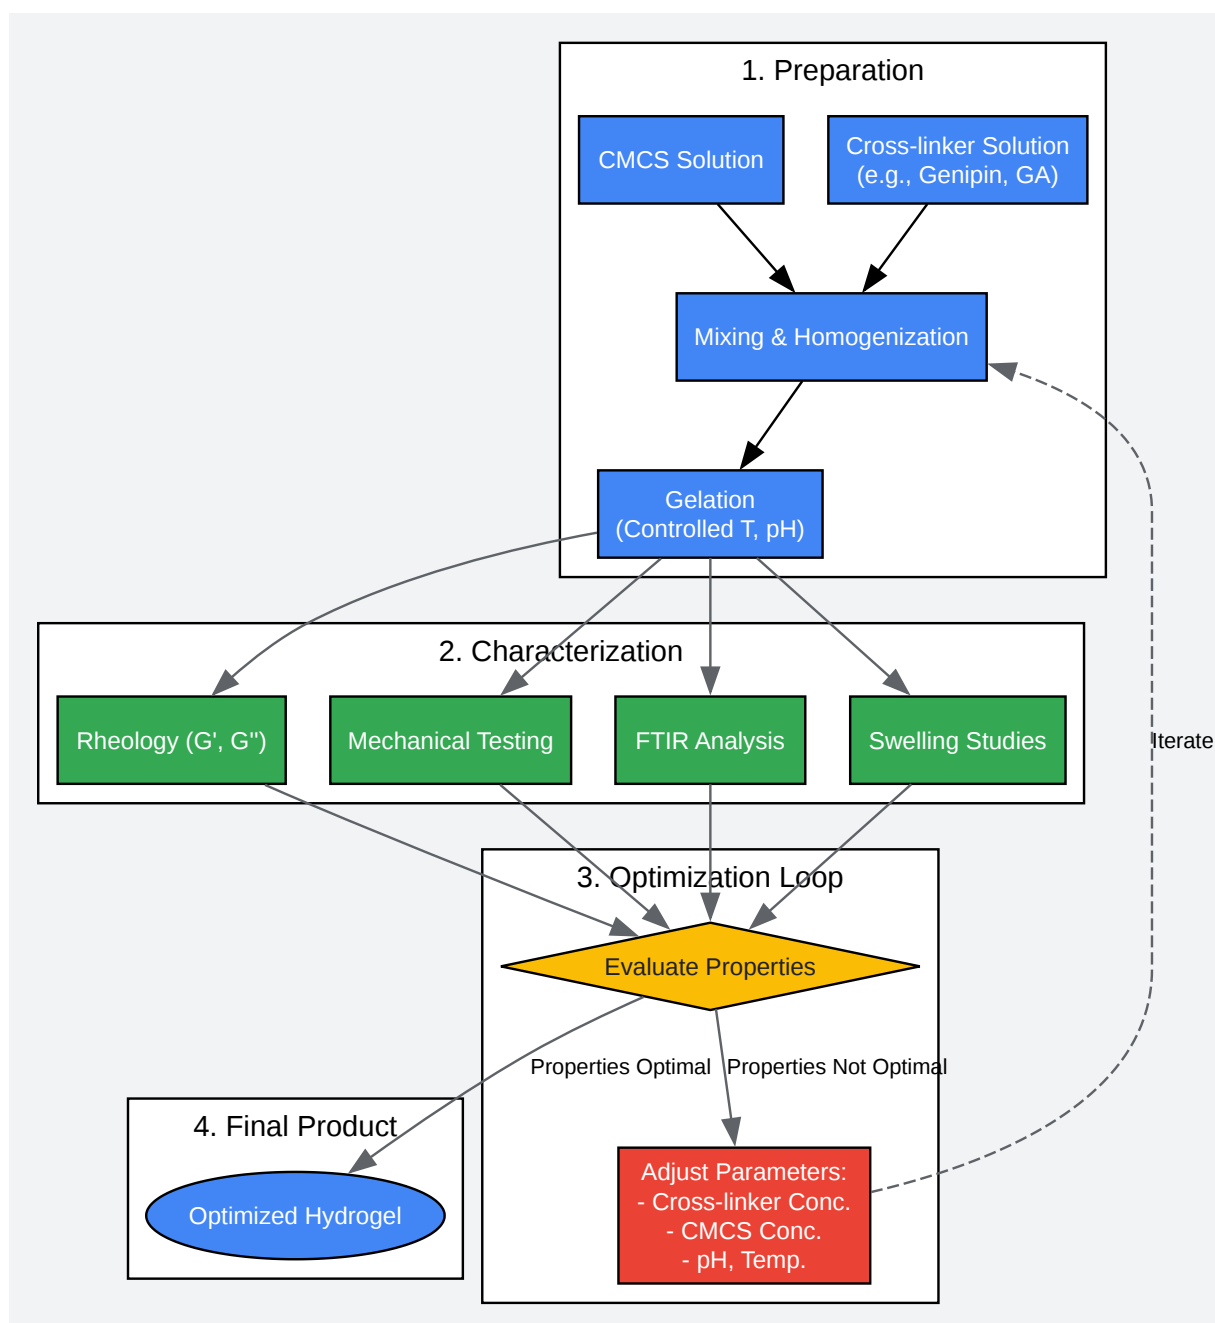 1. Preparation
CMCS Solution
Cross-linker Solution
(e.g., Genipin, GA)
Mixing & Homogenization
Gelation
(Controlled T, pH)
2. Characterization
Rheology (G', G'')
Mechanical Testing
FTIR Analysis
Swelling Studies
Iterate
3. Optimization Loop
Evaluate Properties
Properties Optimal
Properties Not Optimal
4. Final Product
Optimized Hydrogel
Adjust Parameters:
- Cross-linker Conc.
- CMCS Conc.
- pH, Temp.